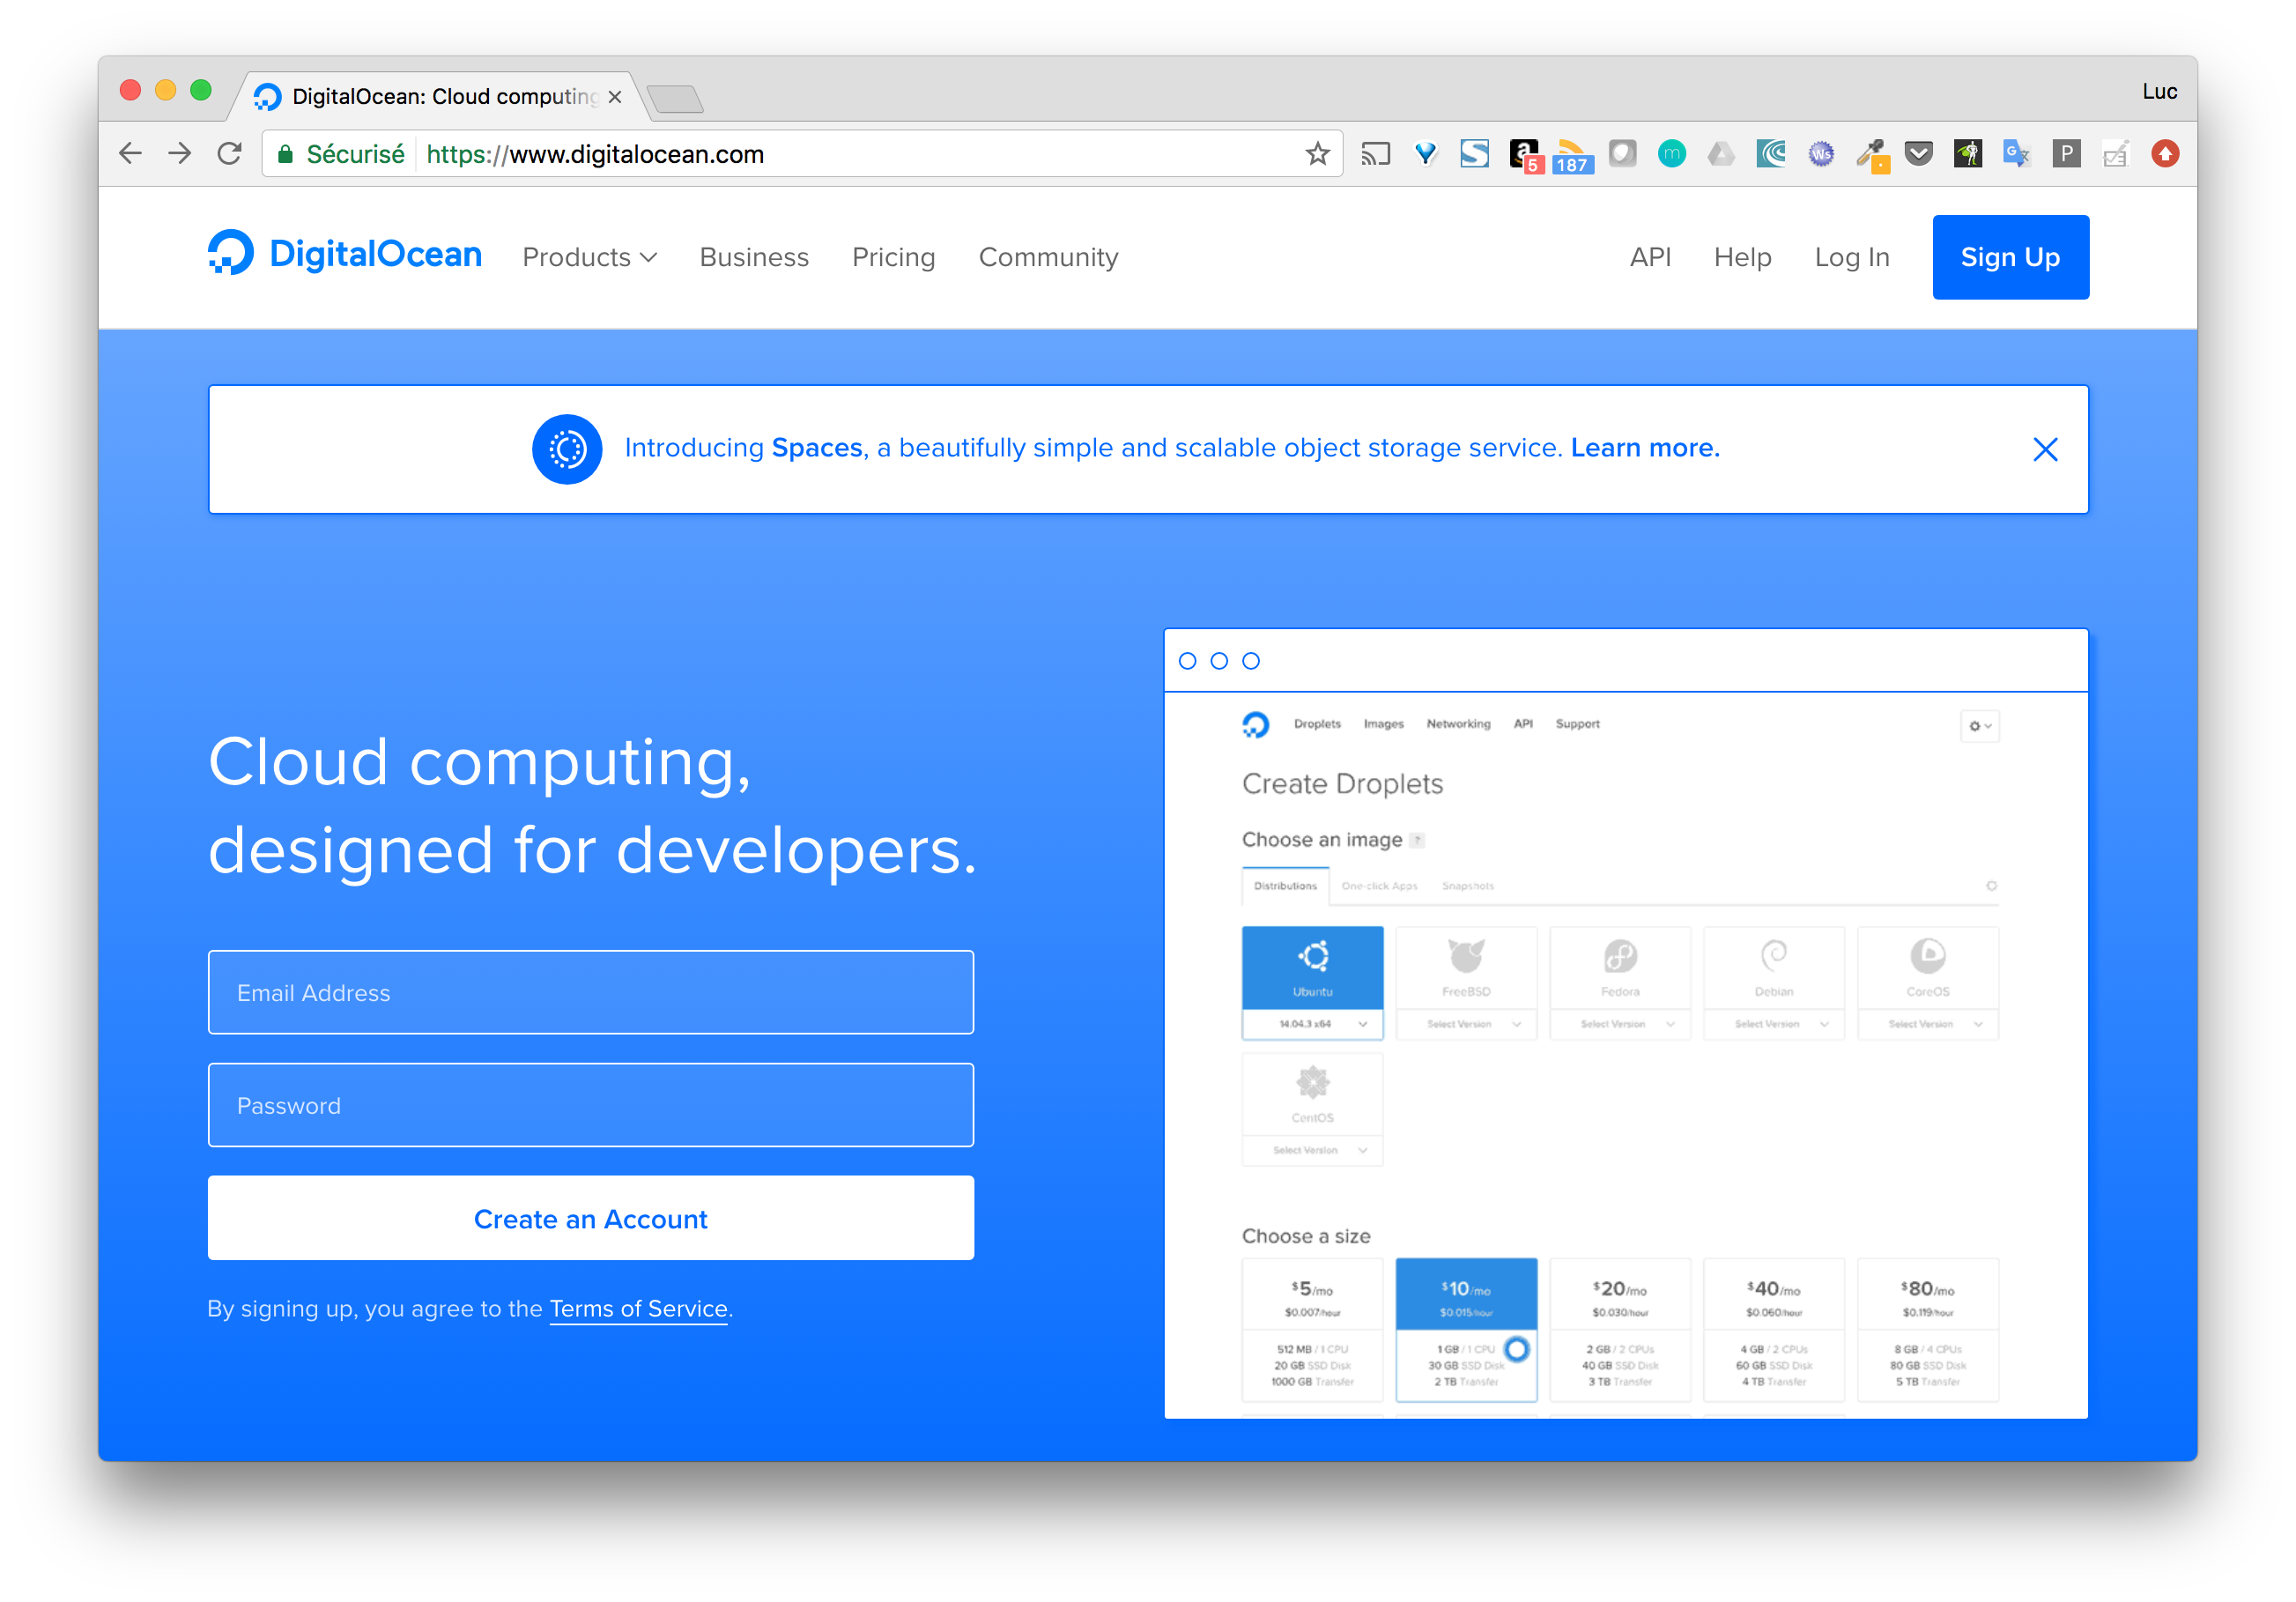 DigitalOcean: Cloud computing
Luc
Sécurisé https://www.digitalocean.com
a 5 187 m Ws G P
DigitalOcean Products Business Pricing Community API Help Log In Sign Up
Introducing Spaces, a beautifully simple and scalable object storage service. Learn more.
Cloud computing,
designed for developers.
Email Address
Password
Create an Account
By signing up, you agree to the Terms of Service.
Droplets Images Networking API Support
Create Droplets
Choose an image ?
Distributions One-click Apps Snapshots
Ubuntu FreeBSD Fedora Debian CoreOS
14.04.3 x64 Select Version Select Version Select Version Select Version
CentOS
Select Version
Choose a size
$5/mo $10/mo $20/mo $40/mo $80/mo
$0.007/hour $0.015/hour $0.030/hour $0.060/hour $0.119/hour
512 MB / 1 CPU 1 GB / 1 CPU 2 GB / 2 CPUs 4 GB / 2 CPUs 8 GB / 4 CPUs
20 GB SSD Disk 30 GB SSD Disk 40 GB SSD Disk 60 GB SSD Disk 80 GB SSD Disk
1000 GB Transfer 2 TB Transfer 3 TB Transfer 4 TB Transfer 5 TB Transfer